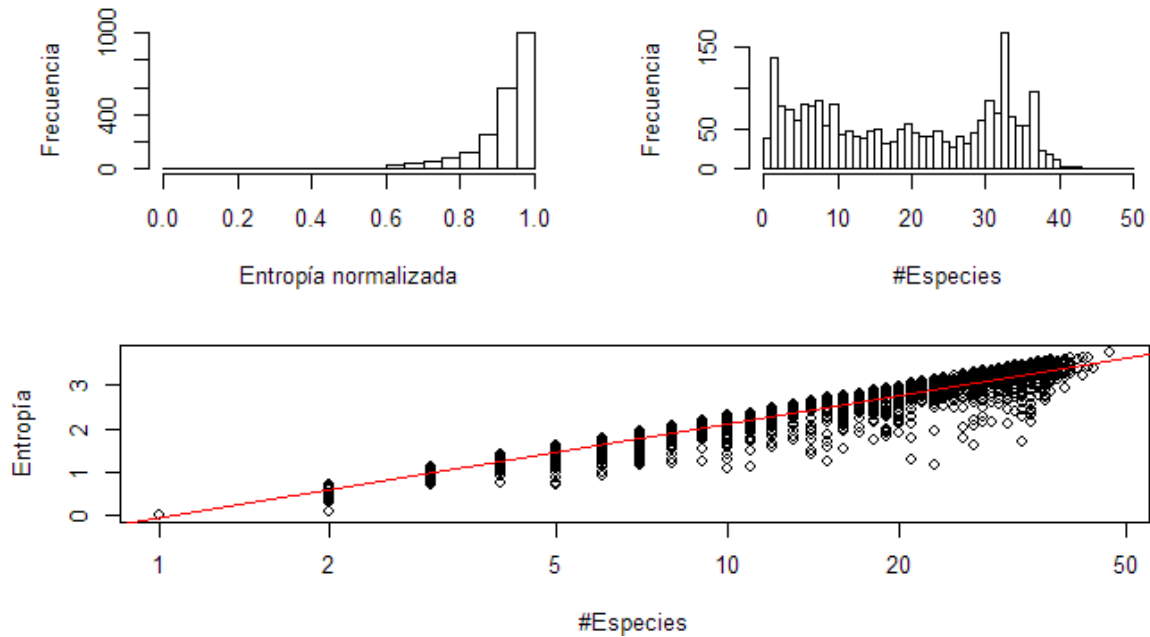 Frecuencia
1000
400
0
0.0 0.2 0.4 0.6 0.8 1.0
Entropía normalizada
Frecuencia
150
50
0
0 10 20 30 40 50
#Especies
Entropía
3
2
1
0
1 2 5 10 20 50
#Especies